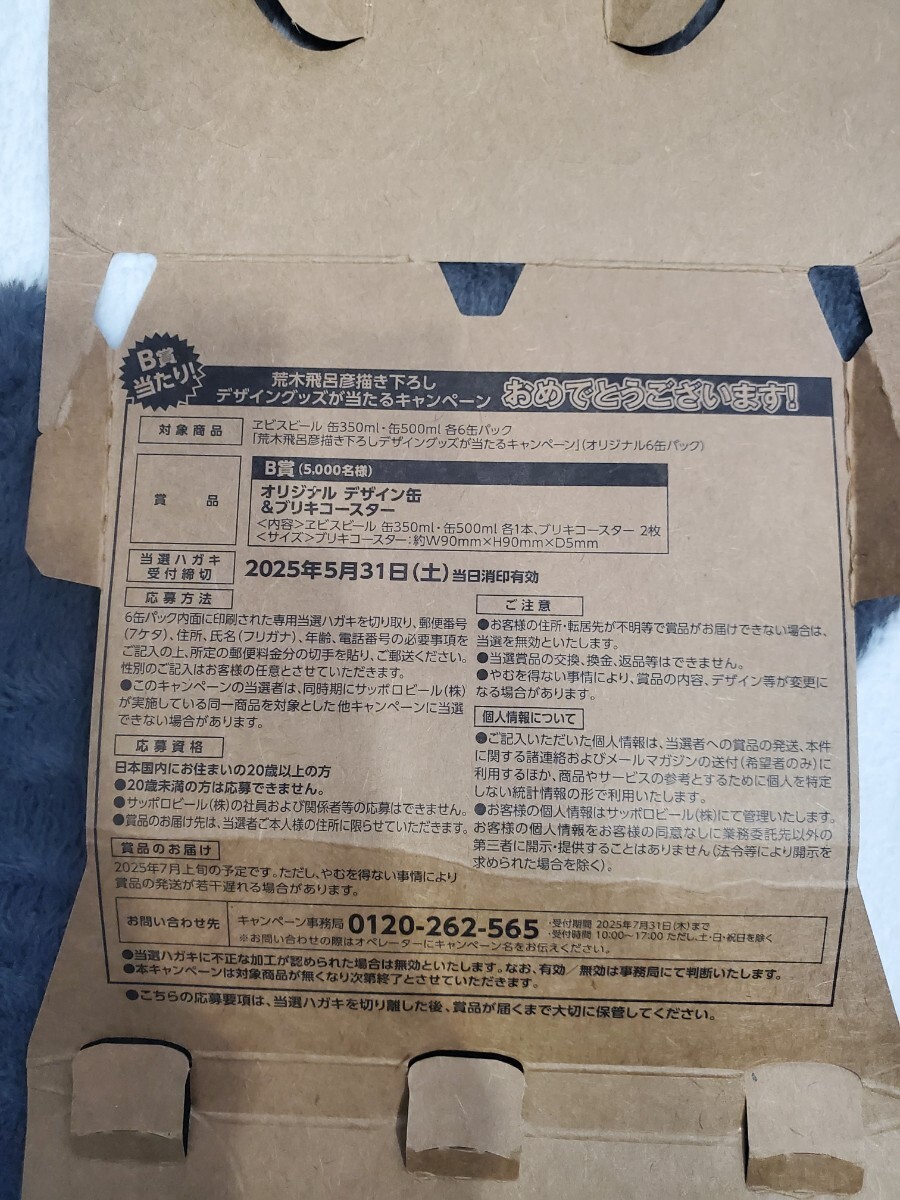 B賞
当たり!
荒木飛呂彦描き下ろし
デザイングッズが当たるキャンペーン
おめでとうございます!
対象商品
ヱビスビール 缶350ml・缶500ml 各6缶パック
「荒木飛呂彦描き下ろしデザイングッズが当たるキャンペーン」(オリジナル6缶パック)
賞品
B賞(5,000名様)
オリジナル デザイン缶
&ブリキコースター
<内容>ヱビスビール 缶350ml・缶500ml 各1本、ブリキコースター 2枚
<サイズ>ブリキコースター:約W90mm×H90mm×D5mm
当選ハガキ
受付締切
2025年5月31日(土)当日消印有効
応募方法
6缶パック内面に印刷された専用当選ハガキを切り取り、郵便番号
(7ケタ)、住所、氏名(フリガナ)、年齢、電話番号の必要事項を
ご記入の上、所定の郵便料金分の切手を貼り、ご郵送ください。
性別のご記入はお客様の任意とさせていただきます。
●このキャンペーンの当選者は、同時期にサッポロビール(株)
が実施している同一商品を対象とした他キャンペーンに当選
できない場合があります。
応募資格
日本国内にお住まいの20歳以上の方
●20歳未満の方は応募できません。
●サッポロビール(株)の社員および関係者等の応募はできません。
●賞品のお届け先は、当選者ご本人様の住所に限らせていただきます。
賞品のお届け
2025年7月上旬の予定です。ただし、やむを得ない事情により
賞品の発送が若干遅れる場合があります。
ご注意
●お客様の住所・転居先が不明等で賞品がお届けできない場合は、
当選を無効といたします。
●当選賞品の交換、換金、返品等はできません。
●やむを得ない事情により、賞品の内容、デザイン等が変更に
なる場合があります。
個人情報について
●ご記入いただいた個人情報は、当選者への賞品の発送、本件
に関する諸連絡およびメールマガジンの送付(希望者のみ)に
利用するほか、商品やサービスの参考とするために個人を特定
しない統計情報の形で利用いたします。
●お客様の個人情報はサッポロビール(株)にて管理いたします。
お客様の個人情報をお客様の同意なしに業務委託先以外の
第三者に開示・提供することはありません(法令等により開示を
求められた場合を除く)。
お問い合わせ先
キャンペーン事務局 0120-262-565
・受付期間 2025年7月31日(木)まで
・受付時間 10:00~17:00 ただし、土・日・祝日を除く
※お問い合わせの際はオペレーターにキャンペーン名をお伝えください。
●当選ハガキに不正な加工が認められた場合は無効といたします。なお、有効/無効は事務局にて判断いたします。
●本キャンペーンは対象商品が無くなり次第終了とさせていただきます。
●こちらの応募要項は、当選ハガキを切り離した後、賞品が届くまで大切に保管してください。